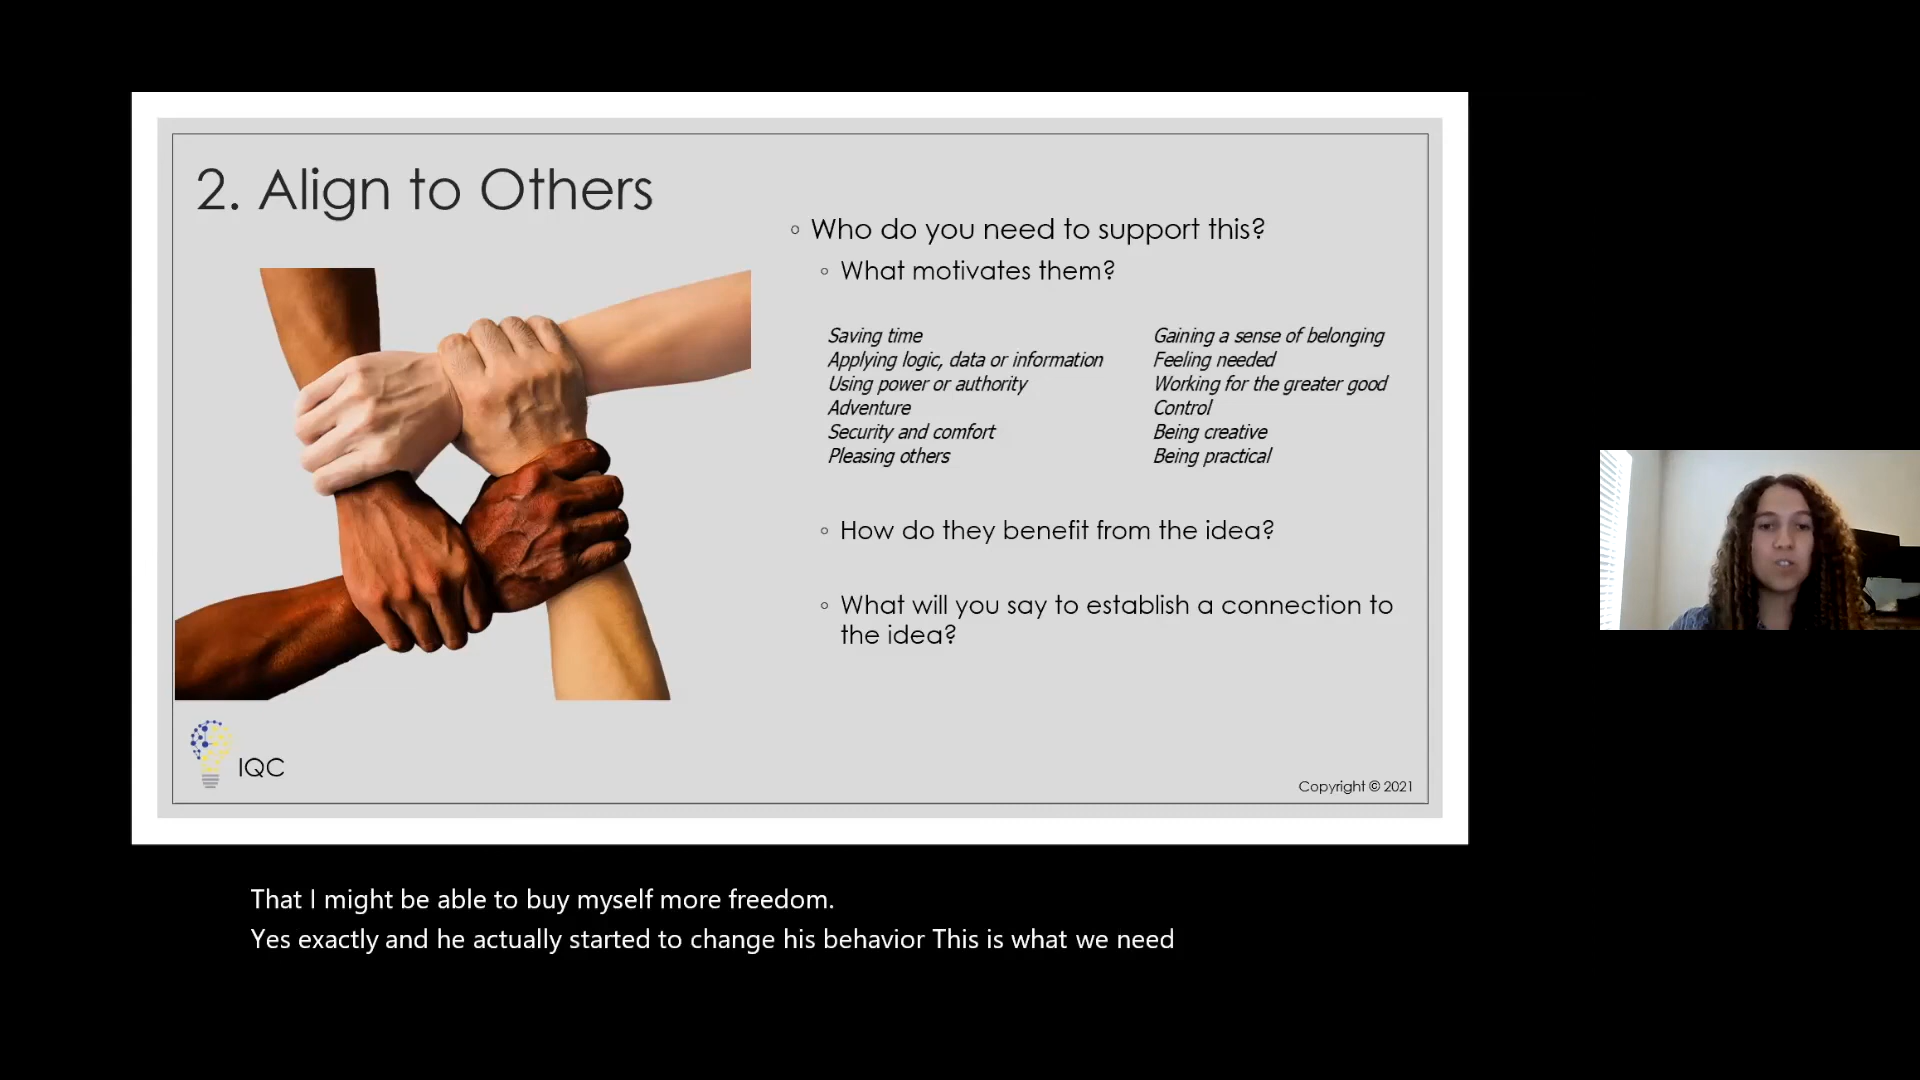 2. Align to Others
Who do you need to support this?
What motivates them?
Saving time
Applying logic, data or information
Using power or authority
Adventure
Security and comfort
Pleasing others
Gaining a sense of belonging
Feeling needed
Working for the greater good
Control
Being creative
Being practical
How do they benefit from the idea?
What will you say to establish a connection to
the idea?
IQC
Copyright © 2021
That I might be able to buy myself more freedom.
Yes exactly and he actually started to change his behavior This is what we need